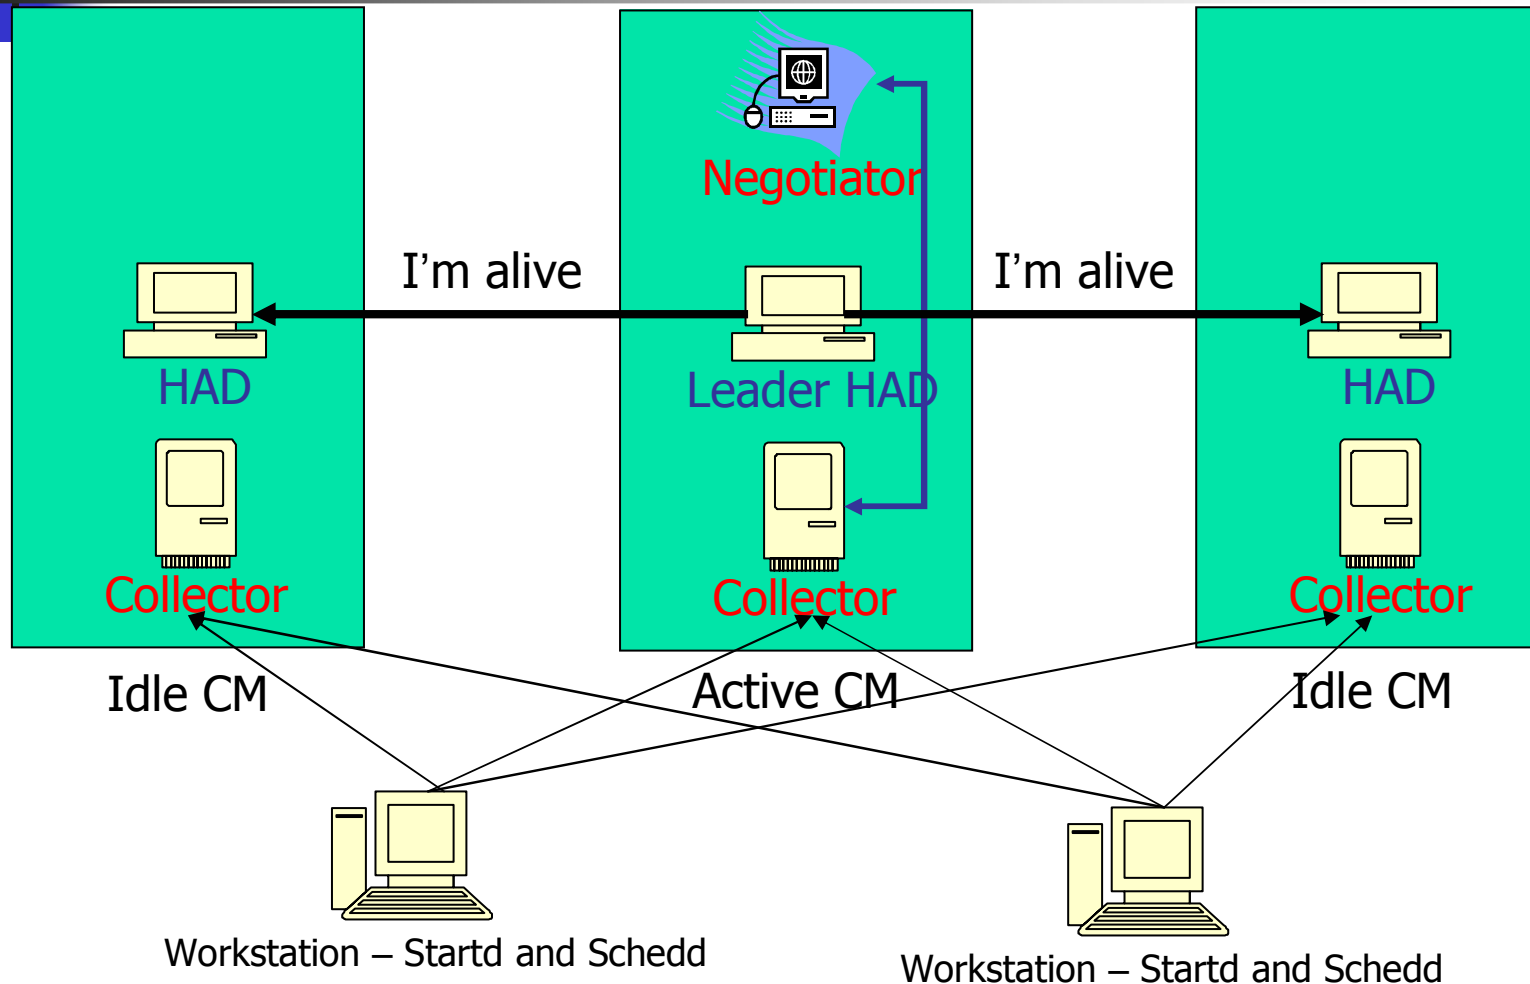 Negotiator
I'm alive
I'm alive
HAD
Leader HAD
HAD
Collector
Collector
Collector
Idle CM
Active CM
Idle CM
Workstation – Startd and Schedd
Workstation – Startd and Schedd